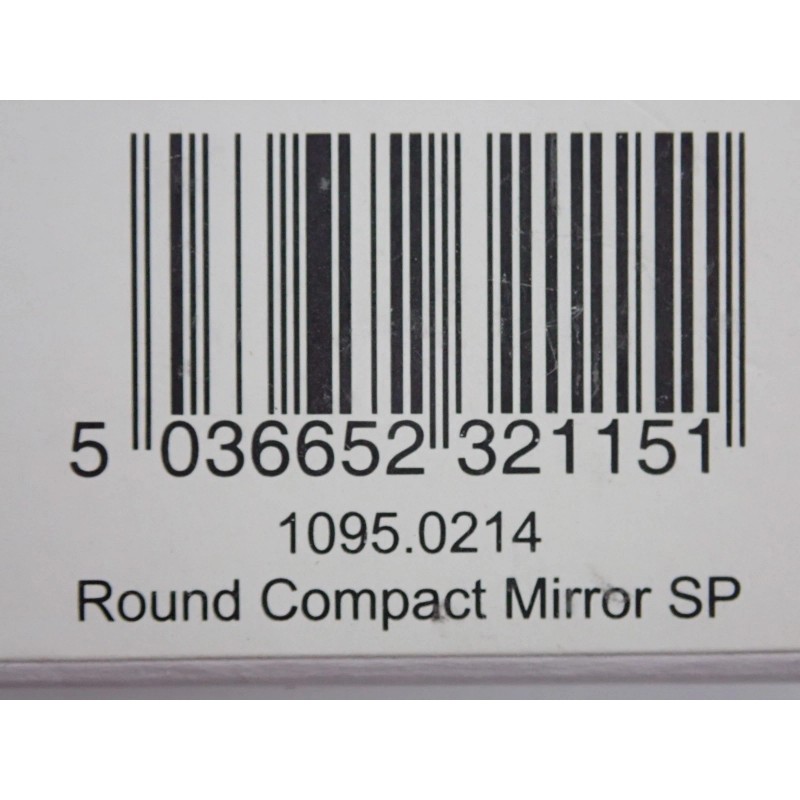 5 036652 321151
1095.0214
Round Compact Mirror SP